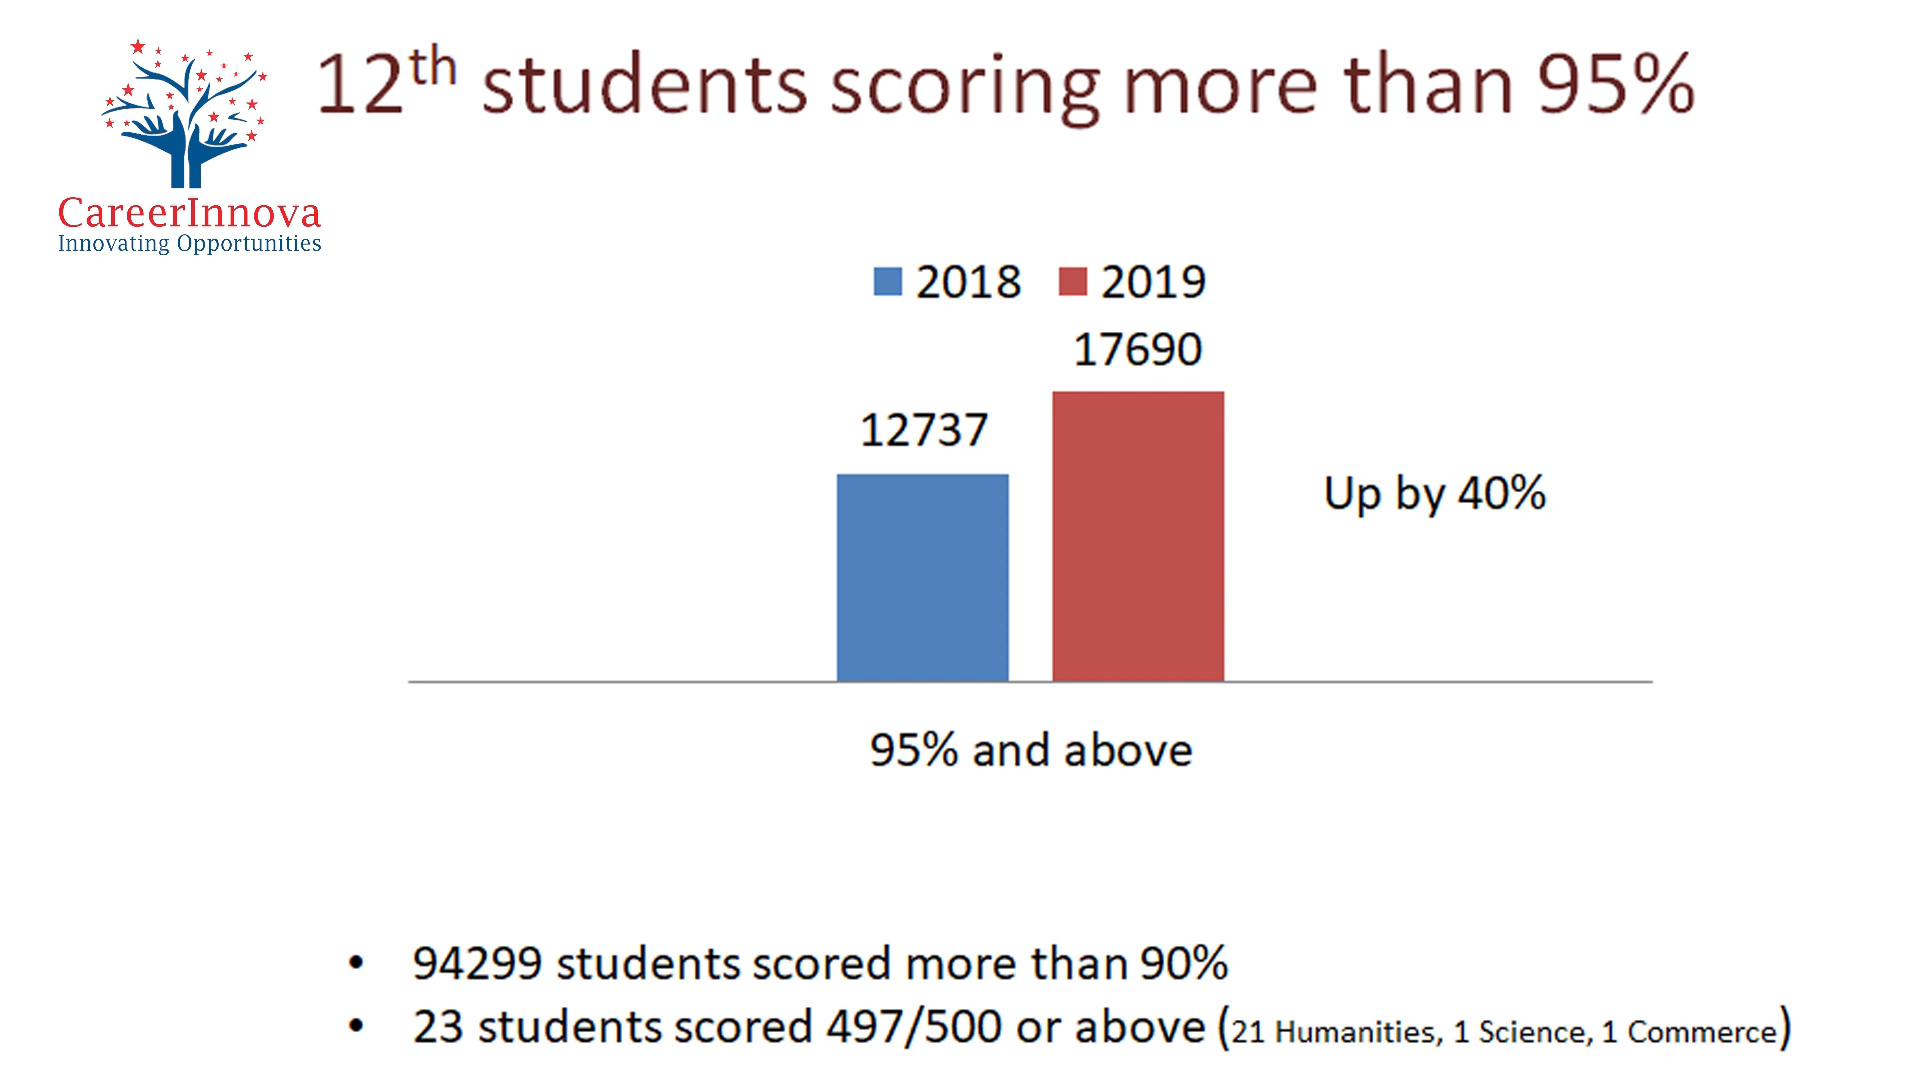 12th students scoring more than 95%
CareerInnova
Innovating Opportunities
2018 2019
17690
12737
Up by 40%
95% and above
• 94299 students scored more than 90%
• 23 students scored 497/500 or above (21 Humanities, 1 Science, 1 Commerce)